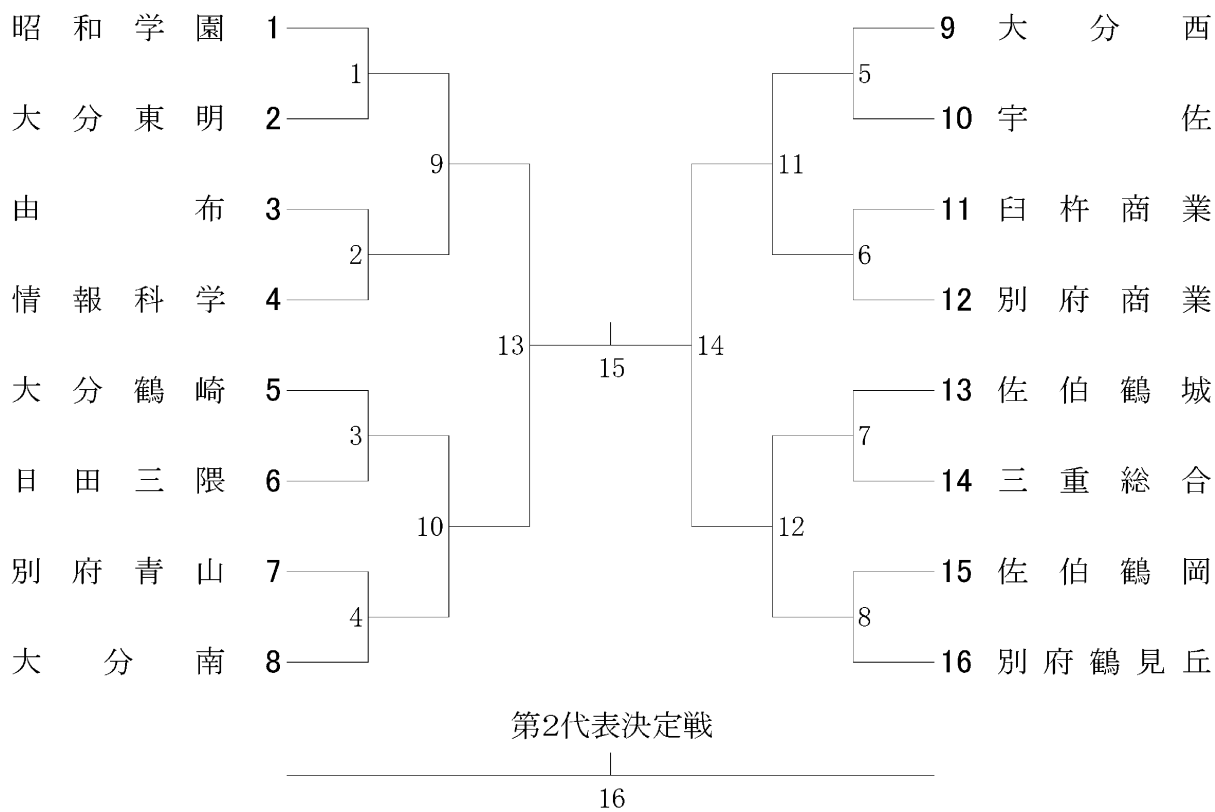 昭和学園 1
9 大分西
1
5
大分東明 2
10 宇佐
9
11
由布 3
11 臼杵商業
2
6
情報科学 4
12 別府商業
13
14
15
大分鶴崎 5
13 佐伯鶴城
3
7
日田三隈 6
14 三重総合
10
12
別府青山 7
15 佐伯鶴岡
4
8
大分南 8
16 別府鶴見丘
第2代表決定戦
16